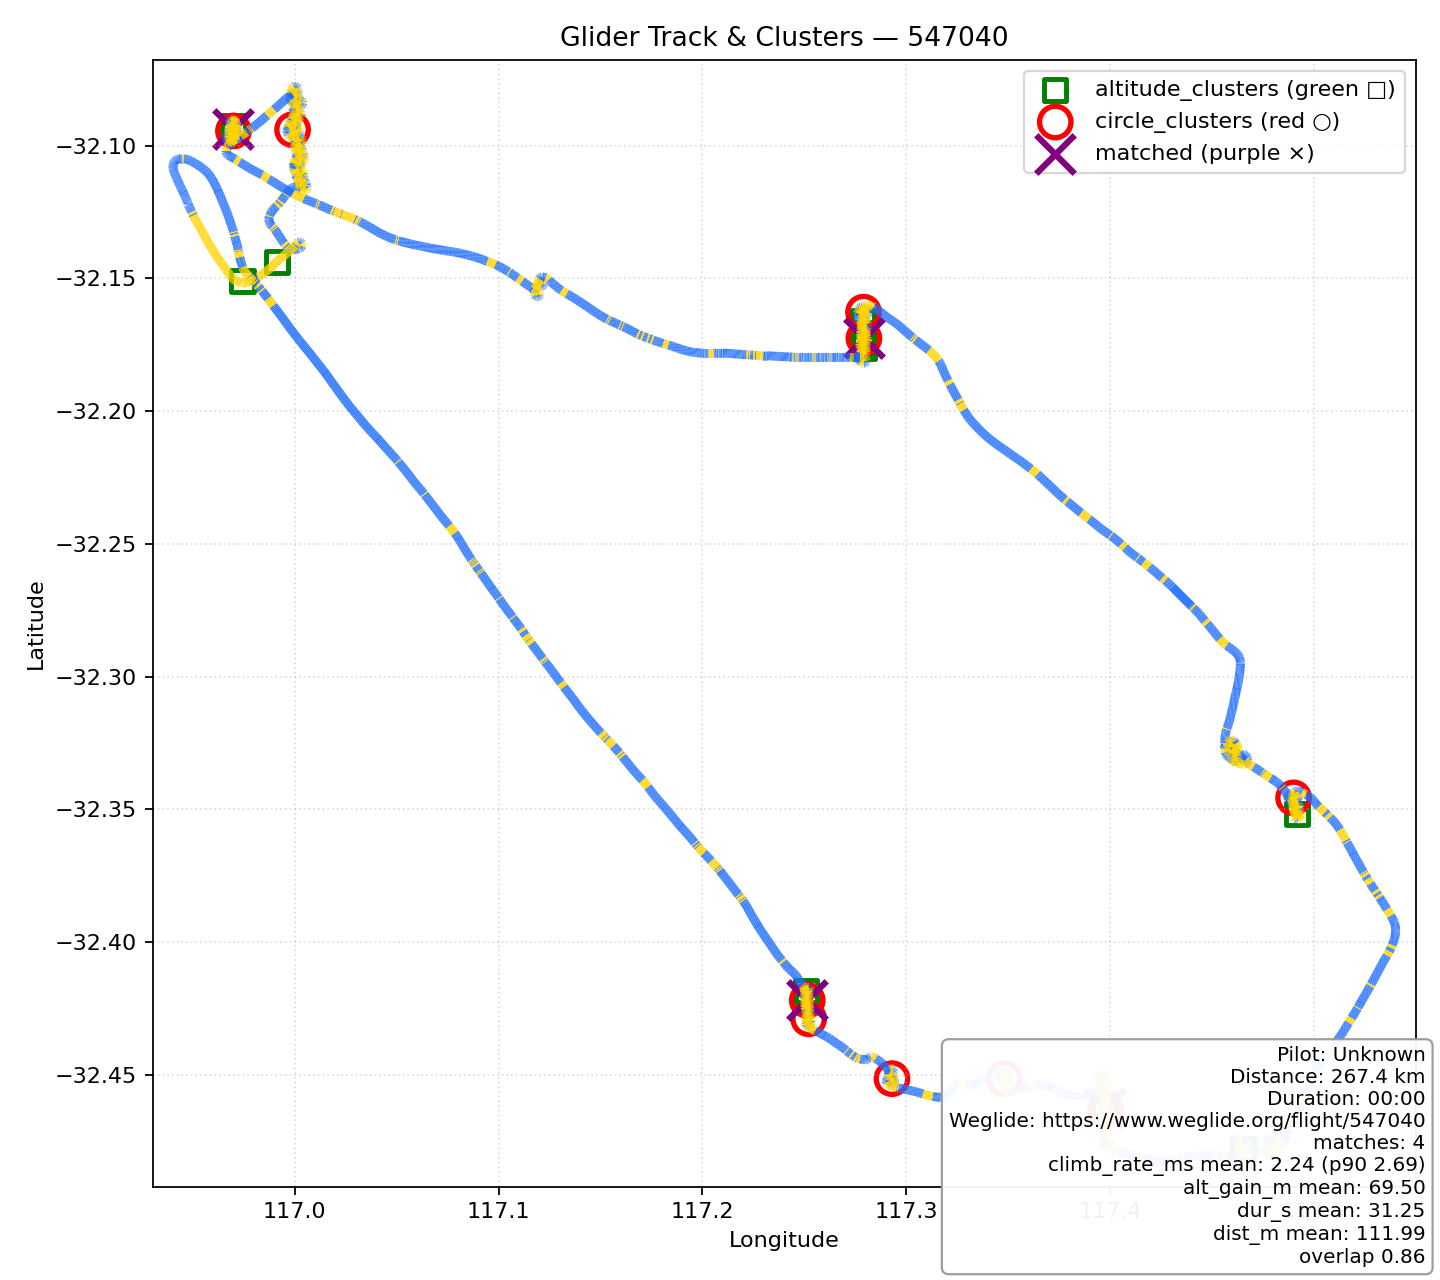 Glider Track & Clusters — 547040
altitude_clusters (green □)
circle_clusters (red ○)
matched (purple ×)
−32.10
−32.15
−32.20
−32.25
−32.30
−32.35
−32.40
−32.45
Latitude
117.0
117.1
117.2
117.3
117.4
Longitude
Pilot: Unknown
Distance: 267.4 km
Duration: 00:00
Weglide: https://www.weglide.org/flight/547040
matches: 4
climb_rate_ms mean: 2.24 (p90 2.69)
alt_gain_m mean: 69.50
dur_s mean: 31.25
dist_m mean: 111.99
overlap 0.86